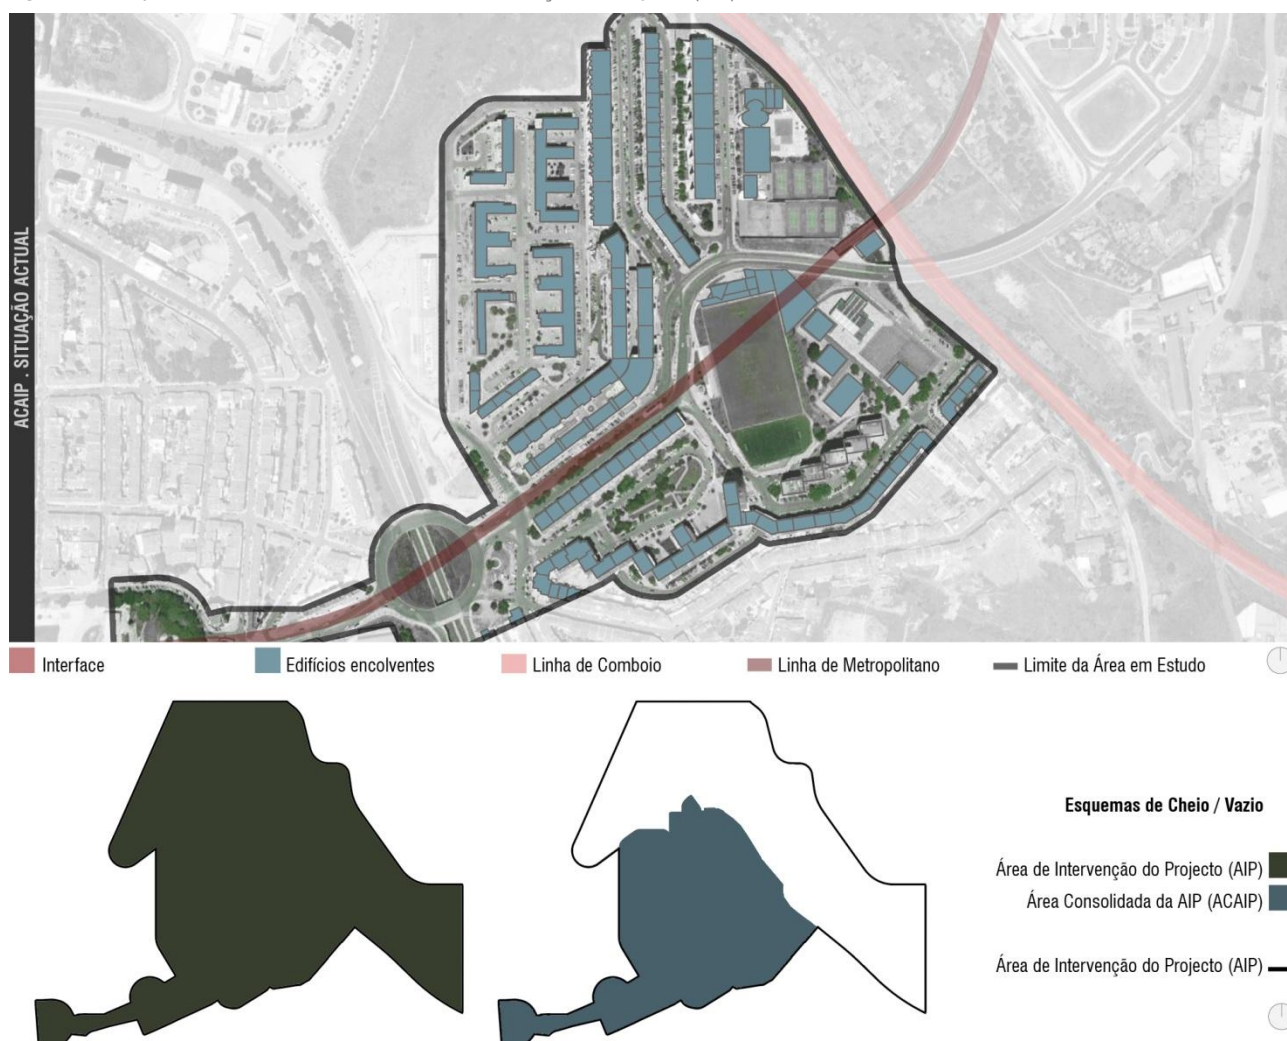 ACAIP . SITUAÇÃO ACTUAL
Interface
Edifícios encolventes
Linha de Comboio
Linha de Metropolitano
Limite da Área em Estudo
Esquemas de Cheio / Vazio
Área de Intervenção do Projecto (AIP)
Área Consolidada da AIP (ACAIP)
Área de Intervenção do Projecto (AIP)